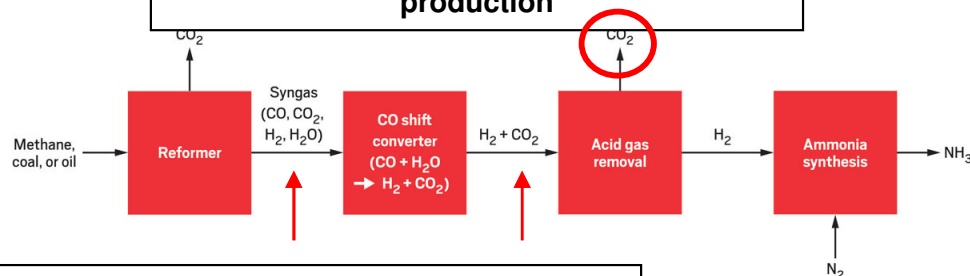 production
CO₂
CO₂
Methane,
coal, or oil
Reformer
Syngas
(CO, CO₂,
H₂, H₂O)
CO shift
converter
(CO + H₂O
→ H₂ + CO₂)
H₂ + CO₂
Acid gas
removal
H₂
Ammonia
synthesis
NH₃
N₂